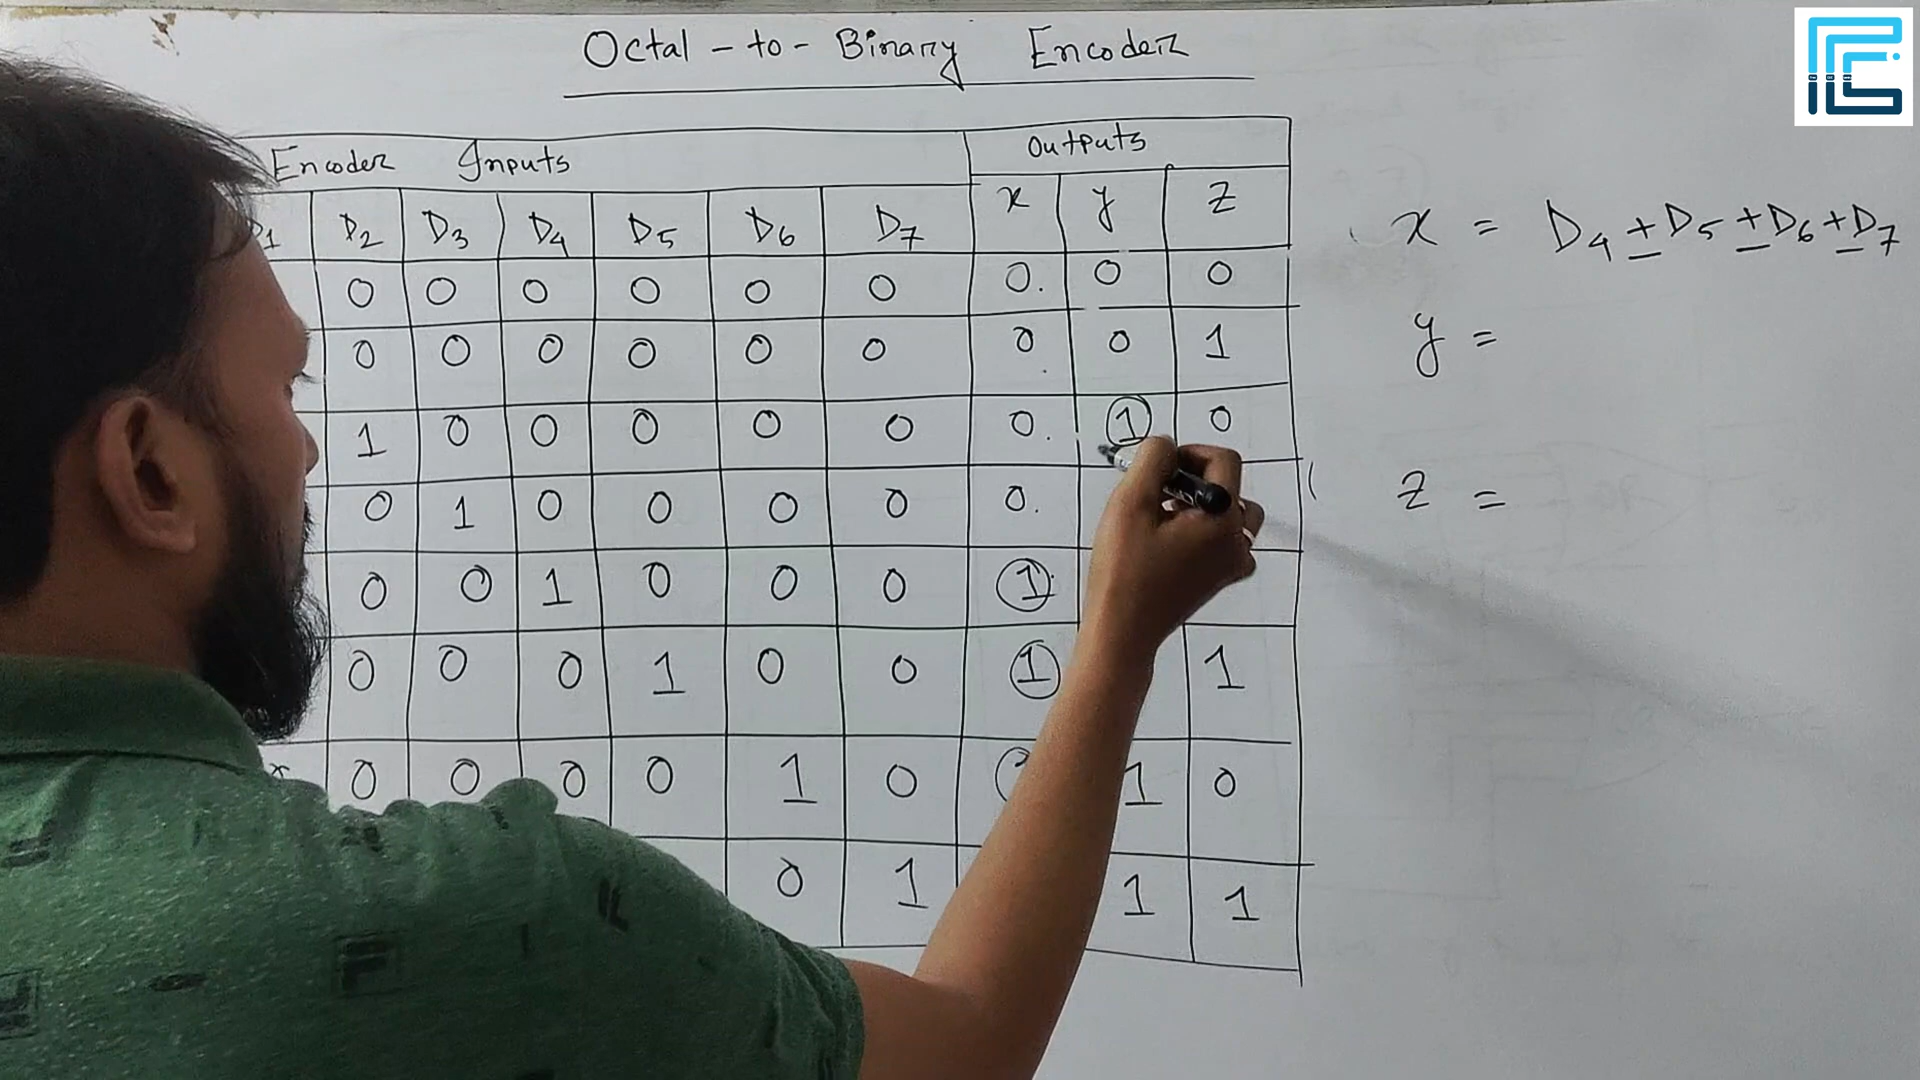 Octal - to - Binary Encoder
Encoder Inputs Outputs
D1 D2 D3 D4 D5 D6 D7 x y z
0 0 0 0 0 0 0. 0 0
0 0 0 0 0 0 0 0 1
1 0 0 0 0 0 0. 1 0
0 1 0 0 0 0 0.
0 0 1 0 0 0 1
0 0 0 1 0 0 1 1
0 0 0 0 1 0 1 0
0 1 1 1
x = D4 + D5 + D6 + D7
y =
z =